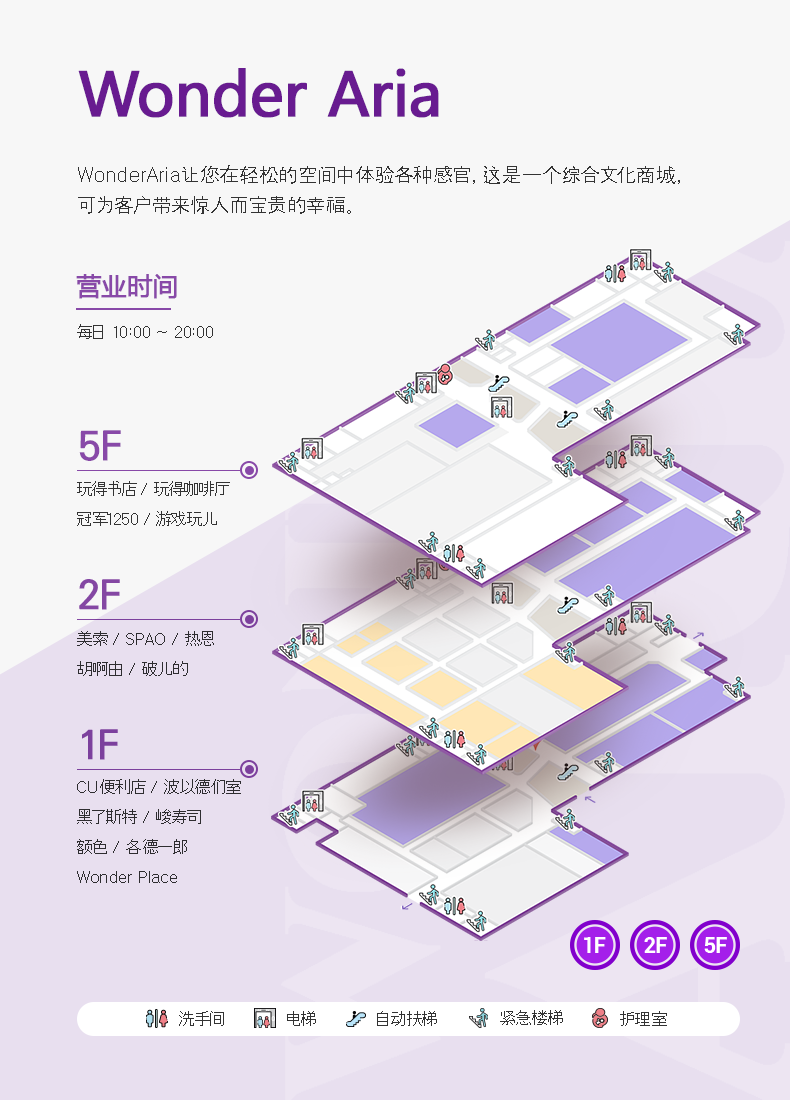 Wonder Aria
WonderAria让您在轻松的空间中体验各种感官, 这是一个综合文化商城,
可为客户带来惊人而宝贵的幸福。
营业时间
每日 10:00 ~ 20:00
5F
玩得书店 / 玩得咖啡厅
冠军1250 / 游戏玩儿
2F
美索 / SPAO / 热恩
胡啊由 / 破儿的
1F
CU便利店 / 波以德们室
黑了斯特 / 峻寿司
额色 / 各德一郎
Wonder Place
1F 2F 5F
洗手间 电梯 自动扶梯 紧急楼梯 护理室